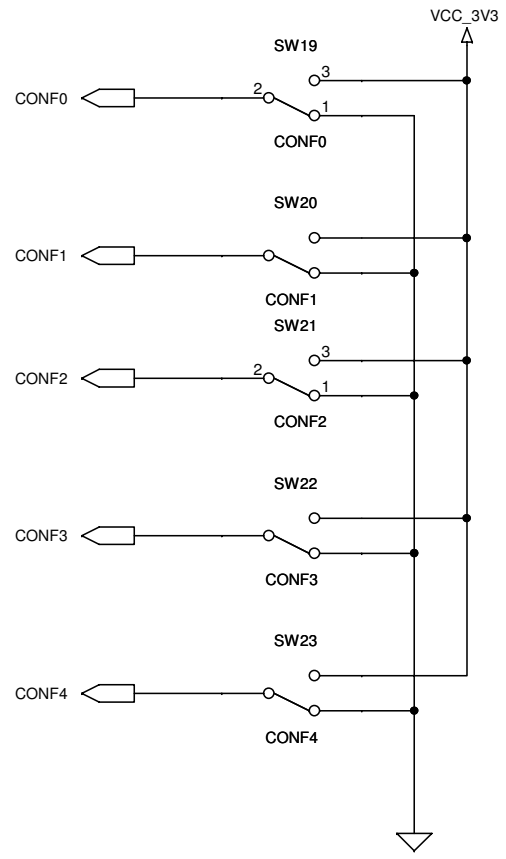 VCC_3V3
SW19
3
CONF0
2
1
CONF0
SW20
CONF1
CONF1
SW21
3
CONF2
2
1
CONF2
SW22
CONF3
CONF3
SW23
CONF4
CONF4